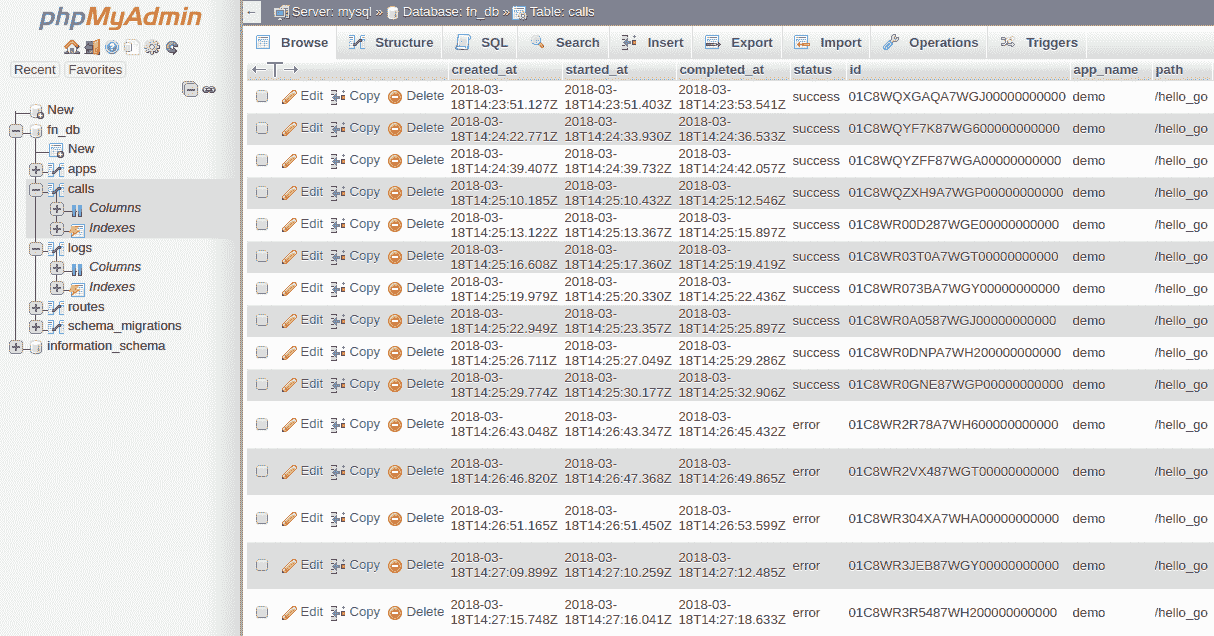 phpMyAdmin
Recent Favorites
New
fn_db
New
apps
calls
Columns
Indexes
logs
Columns
Indexes
routes
schema_migrations
information_schema
Server: mysql » Database: fn_db » Table: calls
Browse Structure SQL Search Insert Export Import Operations Triggers
created_at started_at completed_at status id app_name path
2018-03- 2018-03- 2018-03-
Edit Copy Delete 18T14:23:51.127Z 18T14:23:51.403Z 18T14:23:53.541Z success 01C8WQXGAQA7WGJ00000000000 demo /hello_go
2018-03- 2018-03- 2018-03-
Edit Copy Delete 18T14:24:22.771Z 18T14:24:33.930Z 18T14:24:36.533Z success 01C8WQYF7K87WG600000000000 demo /hello_go
2018-03- 2018-03- 2018-03-
Edit Copy Delete 18T14:24:39.407Z 18T14:24:39.732Z 18T14:24:42.057Z success 01C8WQYZFF87WGA00000000000 demo /hello_go
2018-03- 2018-03- 2018-03-
Edit Copy Delete 18T14:25:10.185Z 18T14:25:10.432Z 18T14:25:12.546Z success 01C8WQZXH9A7WGP00000000000 demo /hello_go
2018-03- 2018-03- 2018-03-
Edit Copy Delete 18T14:25:13.122Z 18T14:25:13.367Z 18T14:25:15.897Z success 01C8WR00D287WGE00000000000 demo /hello_go
2018-03- 2018-03- 2018-03-
Edit Copy Delete 18T14:25:16.608Z 18T14:25:17.360Z 18T14:25:19.419Z success 01C8WR03T0A7WGT00000000000 demo /hello_go
2018-03- 2018-03- 2018-03-
Edit Copy Delete 18T14:25:19.979Z 18T14:25:20.330Z 18T14:25:22.436Z success 01C8WR073BA7WGY00000000000 demo /hello_go
2018-03- 2018-03- 2018-03-
Edit Copy Delete 18T14:25:22.949Z 18T14:25:23.357Z 18T14:25:25.897Z success 01C8WR0A0587WGJ00000000000 demo /hello_go
2018-03- 2018-03- 2018-03-
Edit Copy Delete 18T14:25:26.711Z 18T14:25:27.049Z 18T14:25:29.286Z success 01C8WR0DNPA7WH200000000000 demo /hello_go
2018-03- 2018-03- 2018-03-
Edit Copy Delete 18T14:25:29.774Z 18T14:25:30.177Z 18T14:25:32.906Z success 01C8WR0GNE87WGP00000000000 demo /hello_go
2018-03- 2018-03- 2018-03-
Edit Copy Delete 18T14:26:43.048Z 18T14:26:43.347Z 18T14:26:45.432Z error 01C8WR2R78A7WH600000000000 demo /hello_go
2018-03- 2018-03- 2018-03-
Edit Copy Delete 18T14:26:46.820Z 18T14:26:47.368Z 18T14:26:49.865Z error 01C8WR2VX487WGT00000000000 demo /hello_go
2018-03- 2018-03- 2018-03-
Edit Copy Delete 18T14:26:51.165Z 18T14:26:51.450Z 18T14:26:53.599Z error 01C8WR304XA7WHA00000000000 demo /hello_go
2018-03- 2018-03- 2018-03-
Edit Copy Delete 18T14:27:09.899Z 18T14:27:10.259Z 18T14:27:12.485Z error 01C8WR3JEB87WGY00000000000 demo /hello_go
2018-03- 2018-03- 2018-03-
Edit Copy Delete 18T14:27:15.748Z 18T14:27:16.041Z 18T14:27:18.633Z error 01C8WR3R5487WH200000000000 demo /hello_go